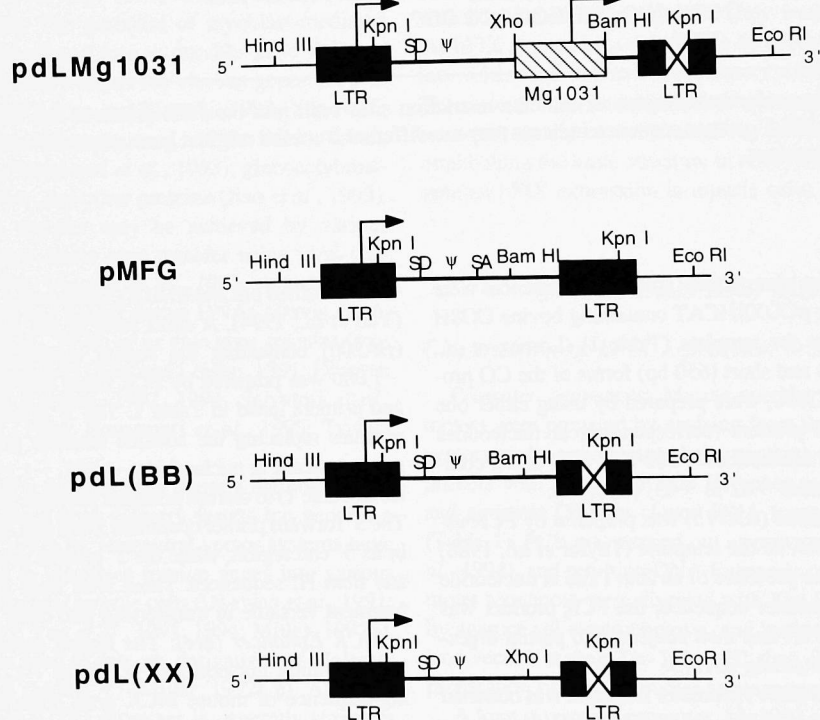 Xho I Bam HI Kpn I
Hind III Kpn I SD ψ Eco RI
pdLMg1031 5' 3'
LTR Mg1031 LTR
Hind III Kpn I SD ψ SA Bam HI Kpn I Eco RI
pMFG 5' 3'
LTR LTR
Hind III Kpn I SD ψ Bam HI Kpn I Eco RI
pdL(BB) 5' 3'
LTR LTR
Hind III KpnI SD ψ Xho I Kpn I EcoR I
pdL(XX) 5' 3'
LTR LTR